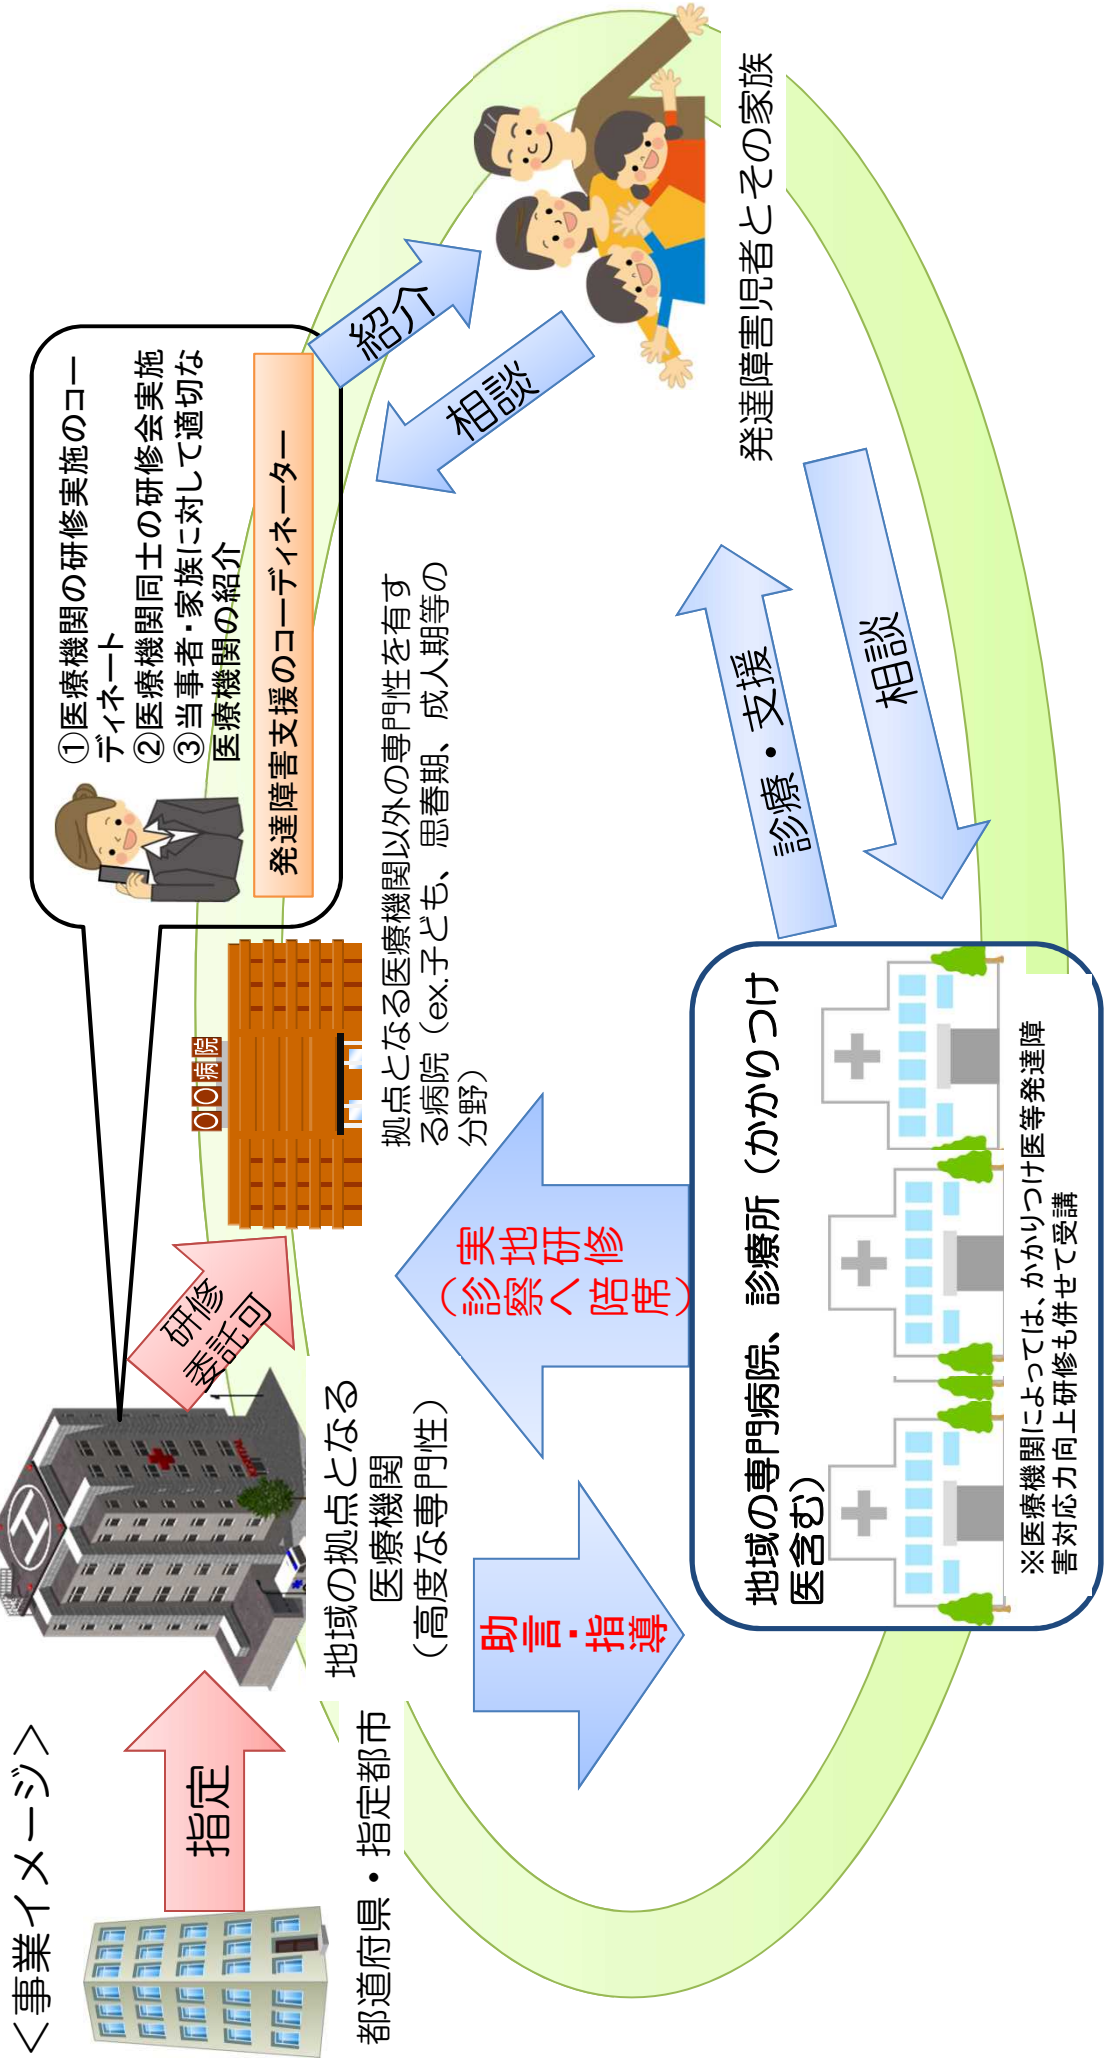 ＜事業イメージ＞
指定
都道府県・指定都市
地域の拠点となる
医療機関
（高度な専門性）
研修
委託可
〇〇病院
拠点となる医療機関以外の専門性を有す
る病院（ex.子ども、思春期、成人期等の
分野）
①医療機関の研修実施のコー
ディネート
②医療機関同士の研修会実施
③当事者・家族に対して適切な
医療機関の紹介
発達障害支援のコーディネーター
紹介
相談
発達障害児者とその家族
助言・指導
実地研修
（診察へ陪席）
診療・支援
相談
地域の専門病院、診療所（かかりつけ
医含む）
※医療機関によっては、かかりつけ医等発達障
害対応力向上研修も併せて受講